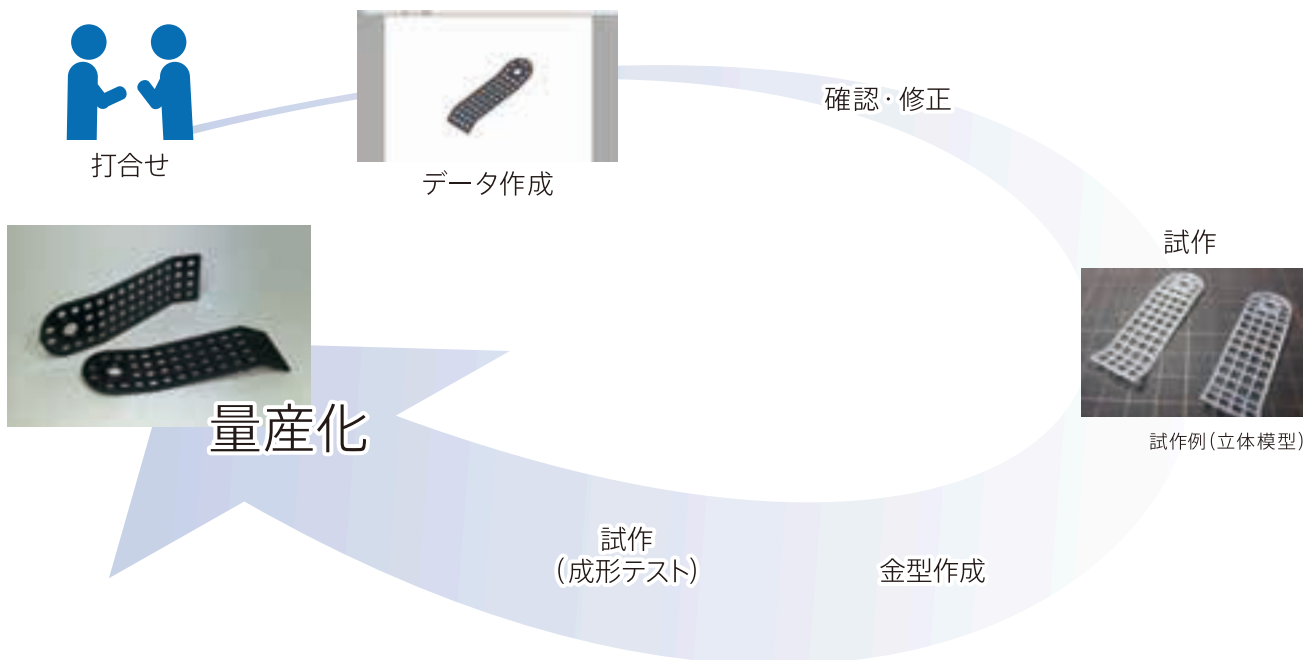 打合せ
データ作成
確認・修正
試作
試作例(立体模型)
金型作成
試作
(成形テスト)
量産化